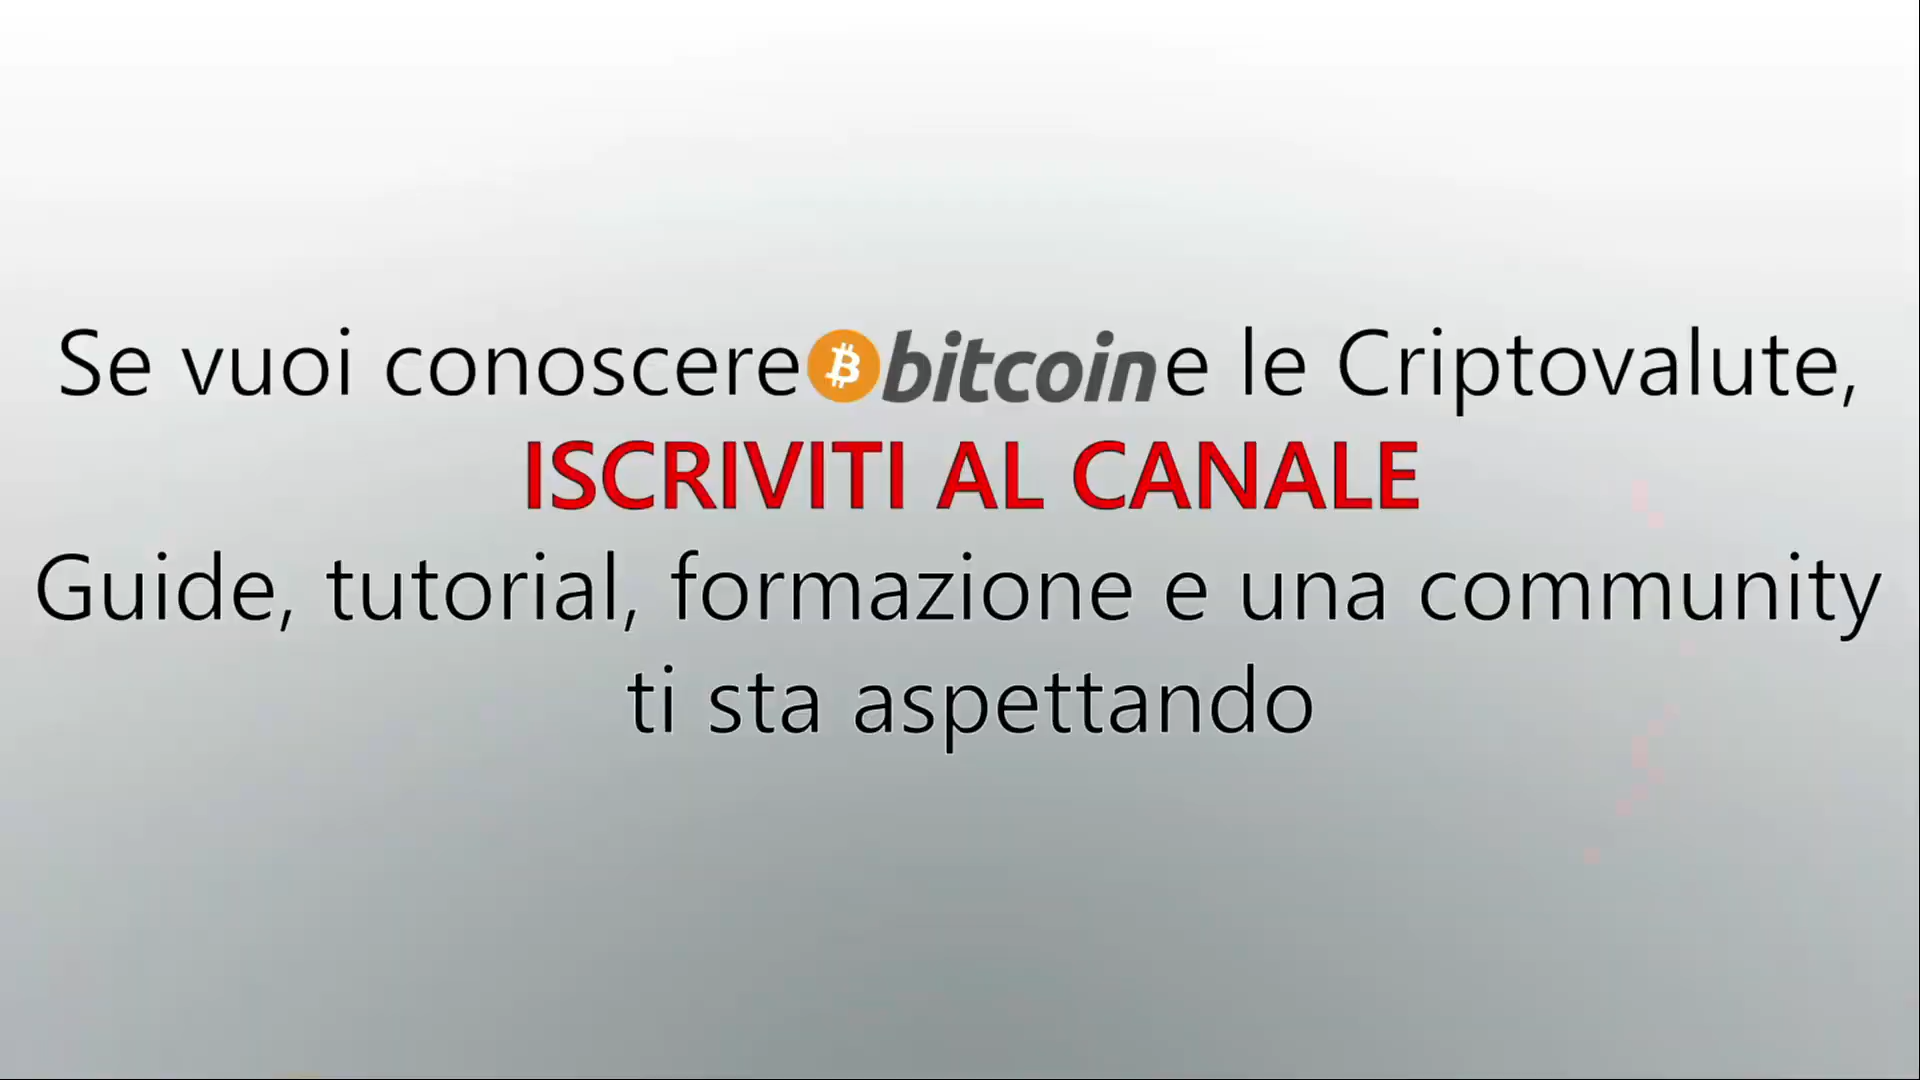 Se vuoi conoscere bitcoin e le Criptovalute,
ISCRIVITI AL CANALE
Guide, tutorial, formazione e una community
ti sta aspettando